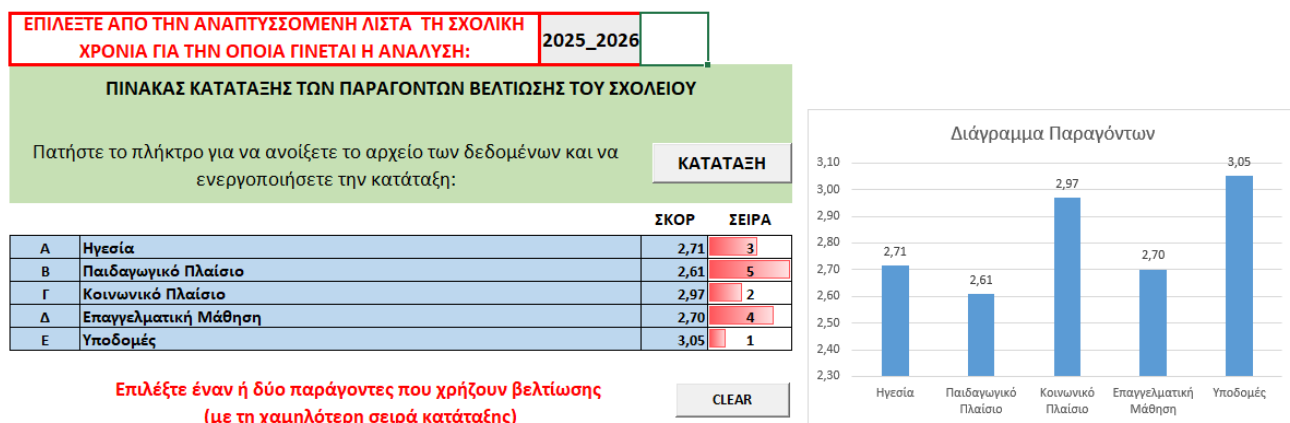 ΕΠΙΛΕΞΤΕ ΑΠΟ ΤΗΝ ΑΝΑΠΤΥΣΣΟΜΕΝΗ ΛΙΣΤΑ ΤΗ ΣΧΟΛΙΚΗ
ΧΡΟΝΙΑ ΓΙΑ ΤΗΝ ΟΠΟΙΑ ΓΙΝΕΤΑΙ Η ΑΝΑΛΥΣΗ:
2025_2026
ΠΙΝΑΚΑΣ ΚΑΤΑΤΑΞΗΣ ΤΩΝ ΠΑΡΑΓΟΝΤΩΝ ΒΕΛΤΙΩΣΗΣ ΤΟΥ ΣΧΟΛΕΙΟΥ
Πατήστε το πλήκτρο για να ανοίξετε το αρχείο των δεδομένων και να
ενεργοποιήσετε την κατάταξη:
ΚΑΤΑΤΑΞΗ
ΣΚΟΡ ΣΕΙΡΑ
Α Ηγεσία 2,71 3
Β Παιδαγωγικό Πλαίσιο 2,61 5
Γ Κοινωνικό Πλαίσιο 2,97 2
Δ Επαγγελματική Μάθηση 2,70 4
Ε Υποδομές 3,05 1
Επιλέξτε έναν ή δύο παράγοντες που χρήζουν βελτίωσης
(με τη χαμηλότερη σειρά κατάταξης)
CLEAR
Διάγραμμα Παραγόντων
3,10
3,00
2,90
2,80
2,70
2,60
2,50
2,40
2,30
2,71
2,61
2,97
2,70
3,05
Ηγεσία
Παιδαγωγικό
Πλαίσιο
Κοινωνικό
Πλαίσιο
Επαγγελματική
Μάθηση
Υποδομές